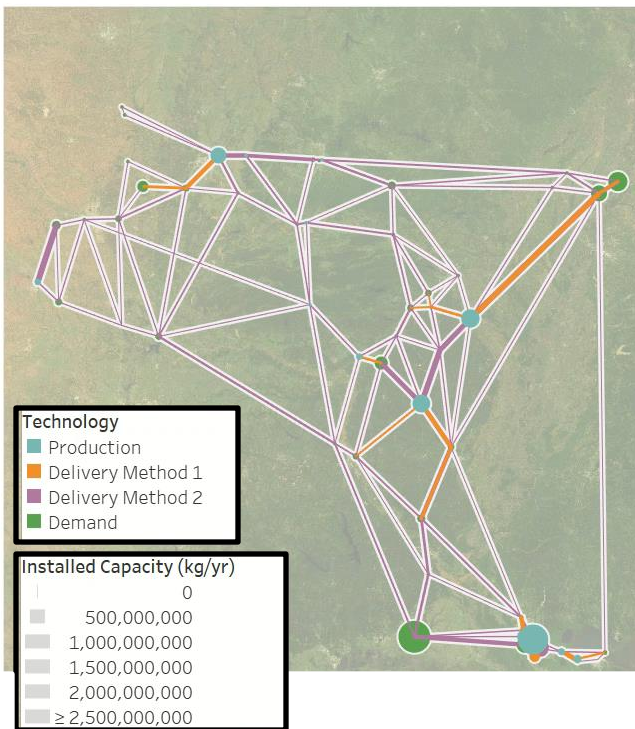 Technology
Production
Delivery Method 1
Delivery Method 2
Demand
Installed Capacity (kg/yr)
0
500,000,000
1,000,000,000
1,500,000,000
2,000,000,000
≥ 2,500,000,000